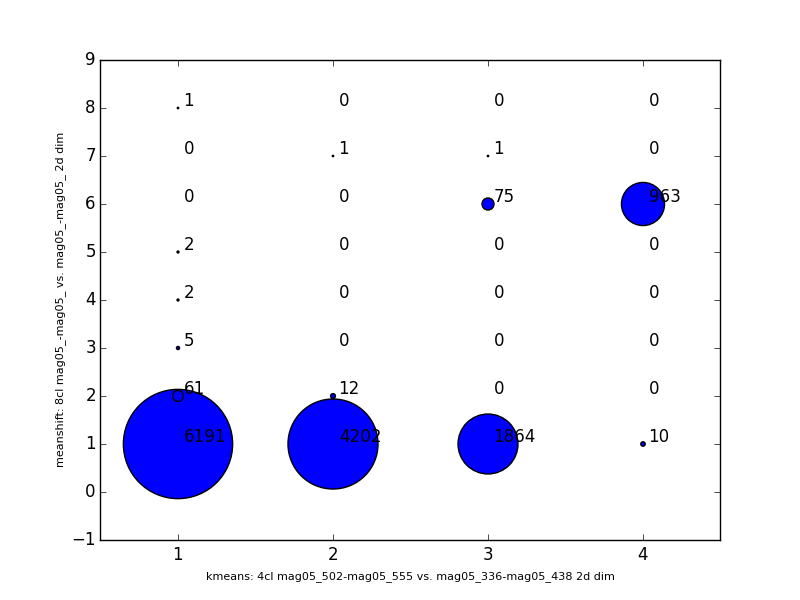 9
8 1 0 0 0
7 0 1 1 0
6 0 0 75 963
5 2 0 0 0
4 2 0 0 0
3 5 0 0 0
2 61 12 0 0
1 6191 4202 1864 10
0
−1
1 2 3 4
kmeans: 4cl mag05_502-mag05_555 vs. mag05_336-mag05_438 2d dim
meanshift: 8cl mag05_-mag05_ vs. mag05_-mag05_ 2d dim